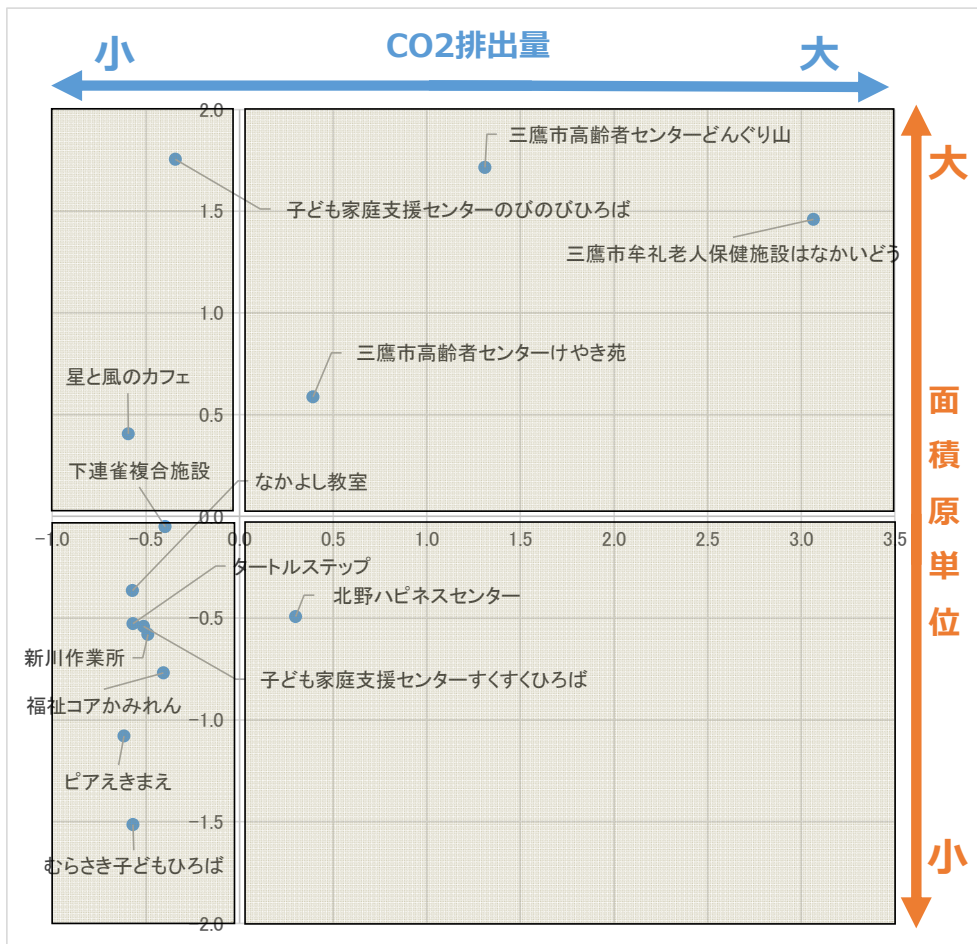 小
CO2排出量
大
2.0
三鷹市高齢者センターどんぐり山
大
子ども家庭支援センターのびのびひろば
1.5
三鷹市牟礼老人保健施設はなかいどう
1.0
三鷹市高齢者センターけやき苑
星と風のカフェ
0.5
面積原単位
下連雀複合施設
なかよし教室
0.0
-1.0 -0.5 0.0 0.5 1.0 1.5 2.0 2.5 3.0 3.5
タートルステップ
北野ハピネスセンター
-0.5
新川作業所
子ども家庭支援センターすくすくひろば
福祉コアかみれん
-1.0
ピアえきまえ
-1.5
むらさき子どもひろば
小
-2.0